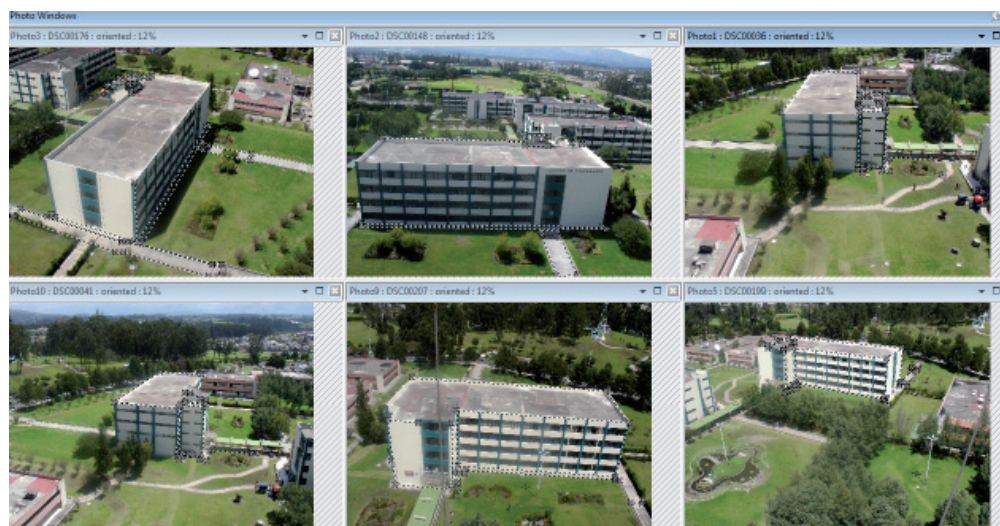 Photo Windows
Photo3 : DSC00176 : oriented : 12%
Photo2 : DSC00148 : oriented : 12%
Photo1 : DSC00036 : oriented : 12%
Photo10 : DSC00041 : oriented : 12%
Photo9 : DSC00207 : oriented : 12%
Photo5 : DSC00199 : oriented : 12%